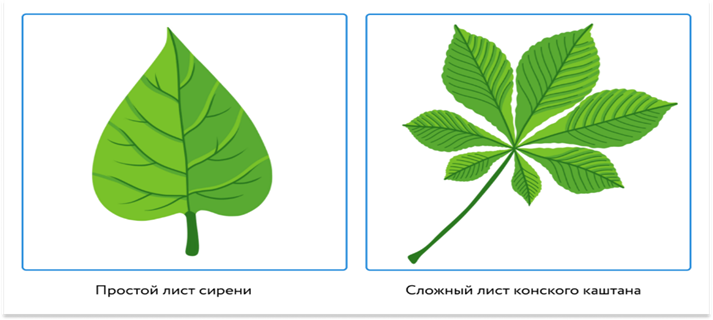 Простой лист сирени
Сложный лист конского каштана